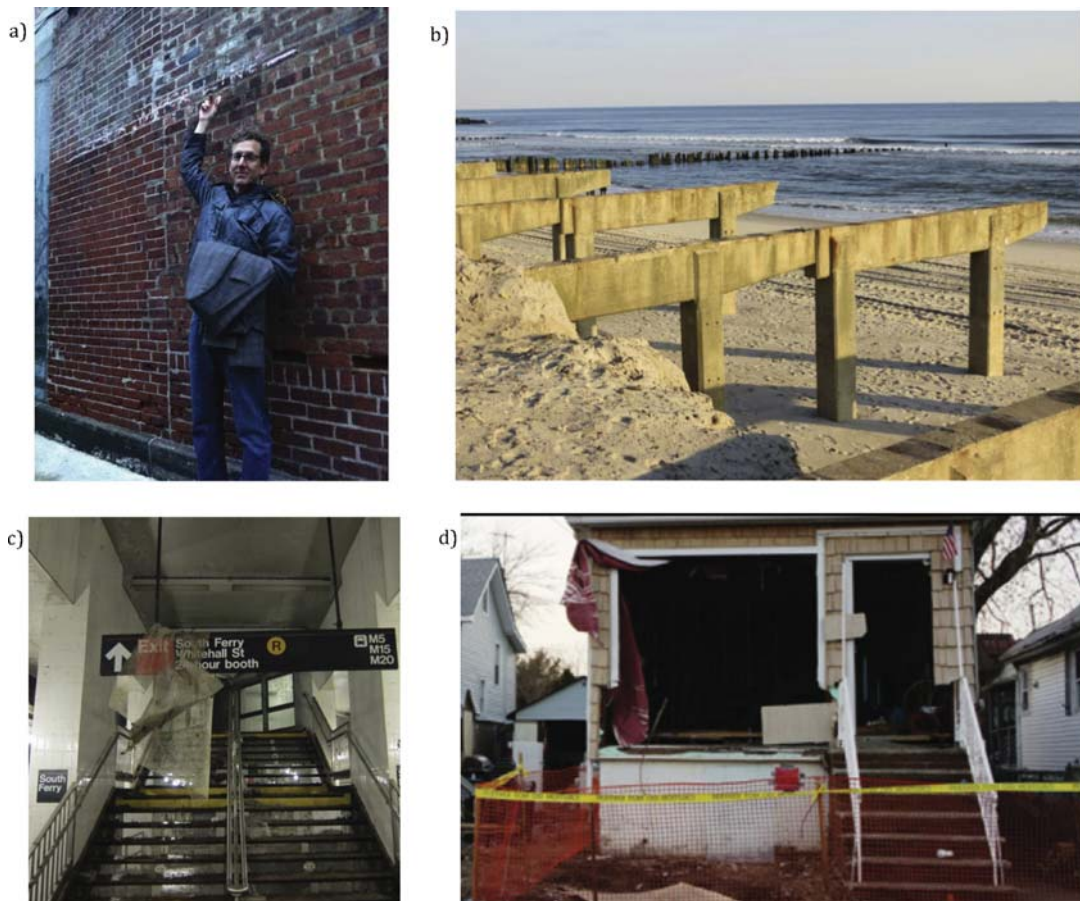 a)
b)
c)
Exit
South Ferry
Whitehall St
24-hour booth
R
M5
M15
M20
South
Ferry
d)